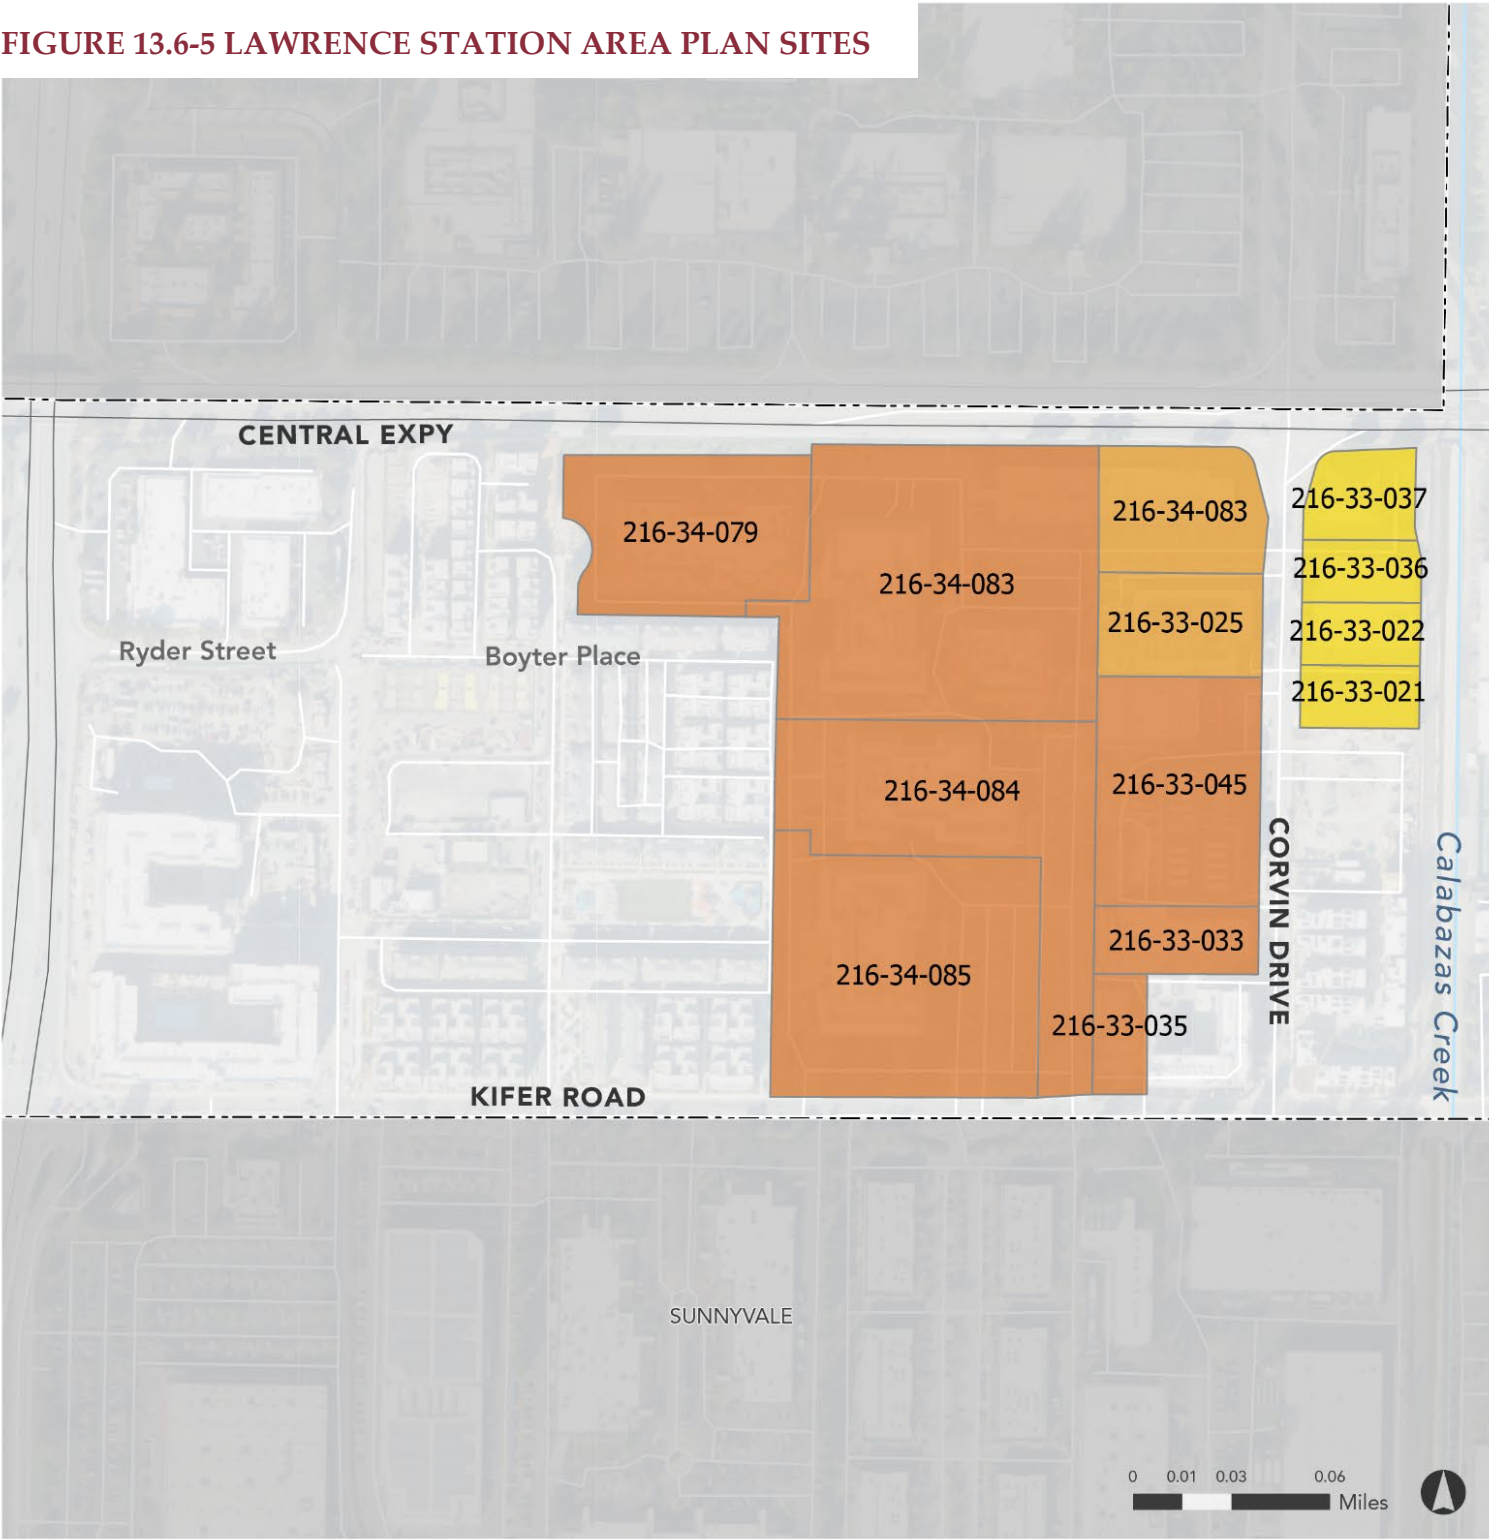 FIGURE 13.6-5 LAWRENCE STATION AREA PLAN SITES
CENTRAL EXPY
216-34-079
216-34-083
216-34-083
216-33-037
216-33-036
216-33-025
216-33-022
216-33-021
Ryder Street
Boyter Place
216-34-084
216-33-045
CORVIN DRIVE
Calabazas Creek
216-33-033
216-34-085
216-33-035
KIFER ROAD
SUNNYVALE
0 0.01 0.03 0.06
Miles